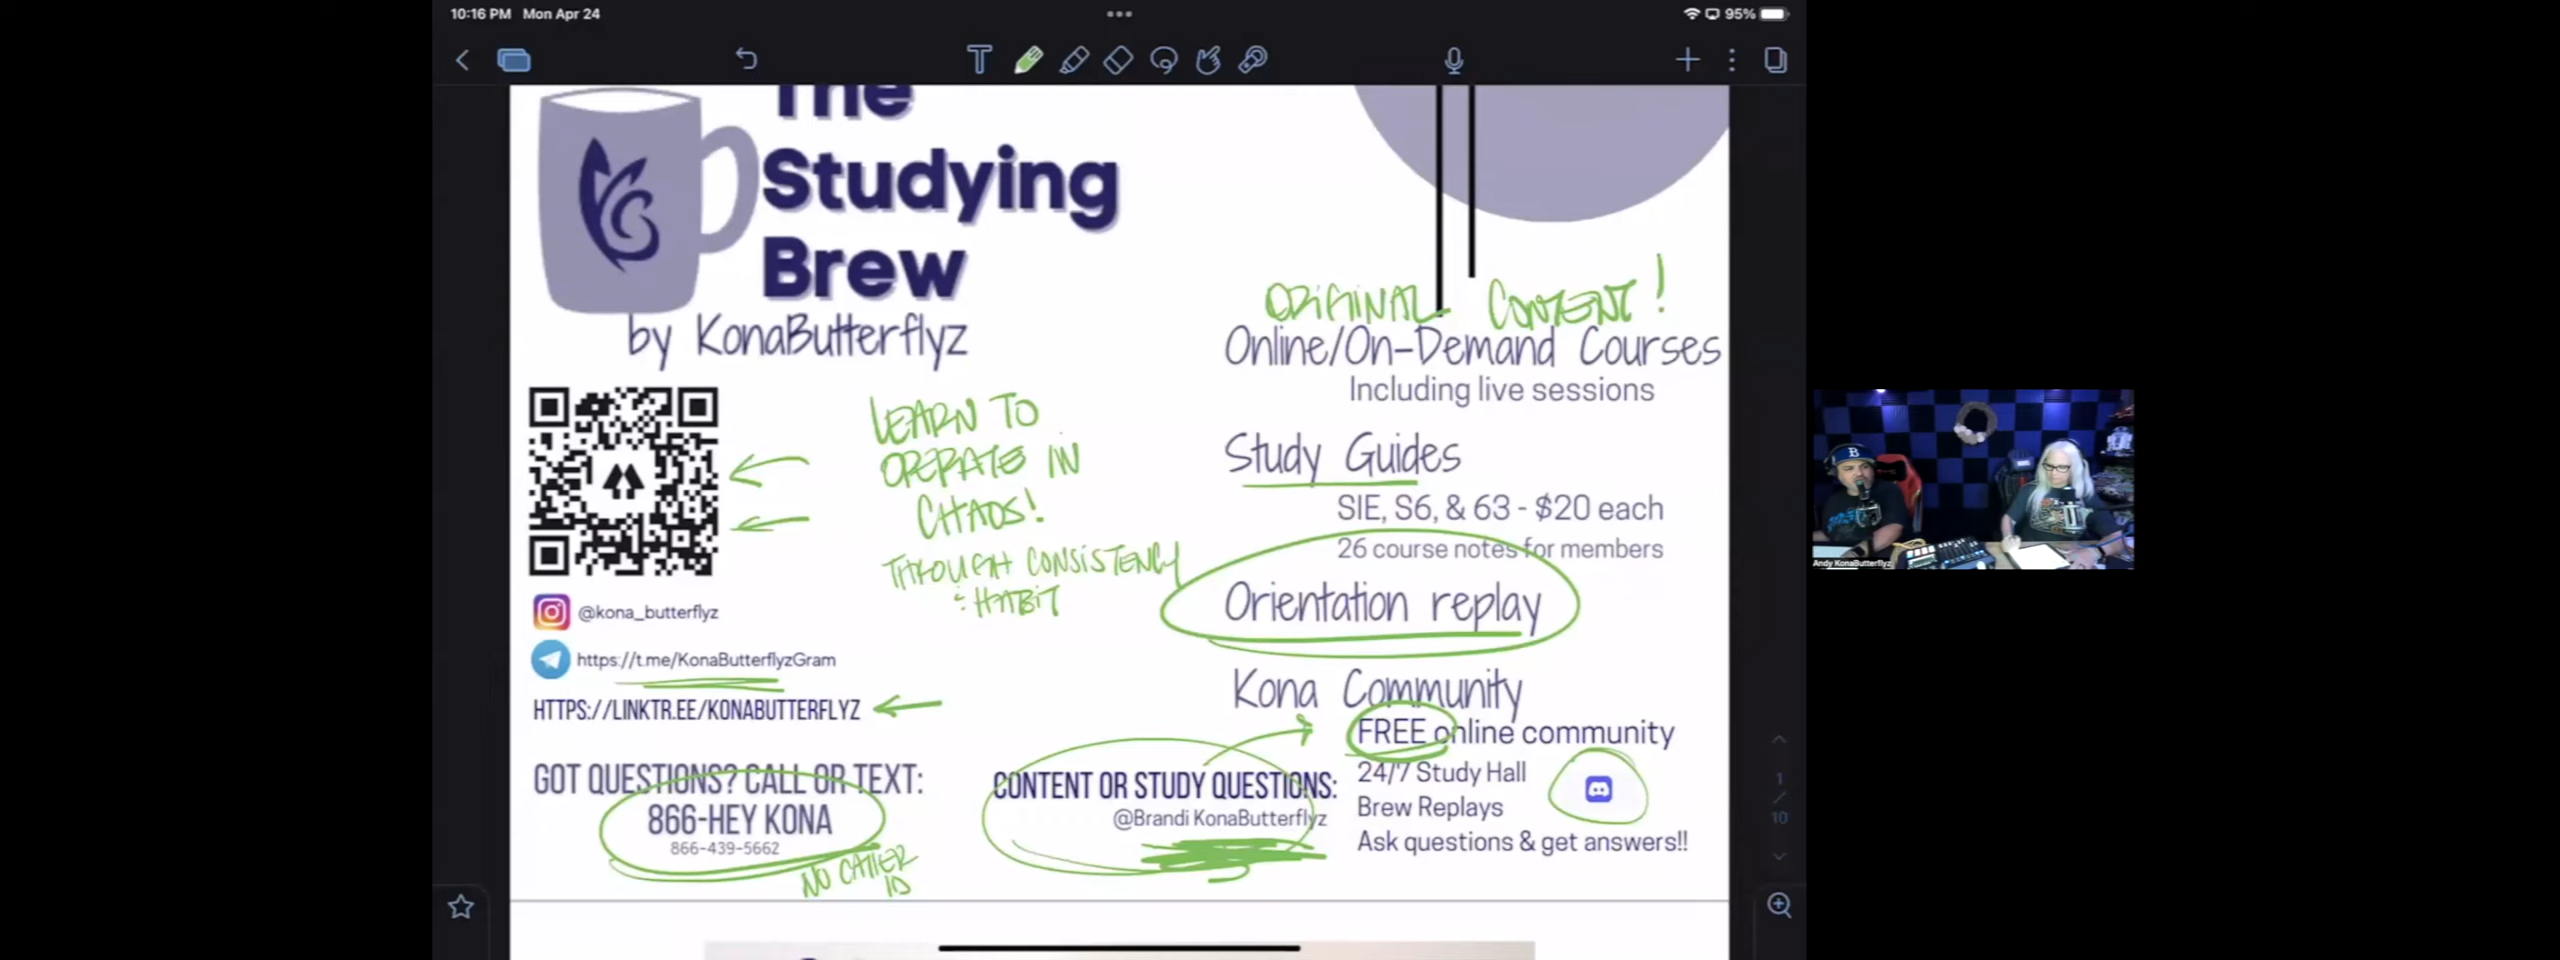 10:16 PM Mon Apr 24
95%
The
Studying
Brew
by KonaButterflyz
ORIGINAL CONTENT!
Online/On-Demand Courses
Including live sessions
LEARN TO
OPERATE IN
CHAOS!
THROUGH CONSISTENCY
& HABIT
Study Guides
SIE, S6, & 63 - $20 each
26 course notes for members
Orientation replay
@kona_butterflyz
https://t.me/KonaButterflyzGram
HTTPS://LINKTR.EE/KONABUTTERFLYZ
Kona Community
FREE online community
24/7 Study Hall
Brew Replays
Ask questions & get answers!!
GOT QUESTIONS? CALL OR TEXT:
866-HEY KONA
866-439-5662
NO CALLER
ID
CONTENT OR STUDY QUESTIONS:
@Brandi KonaButterflyz
1
/
10
Andy KonaButterflyz